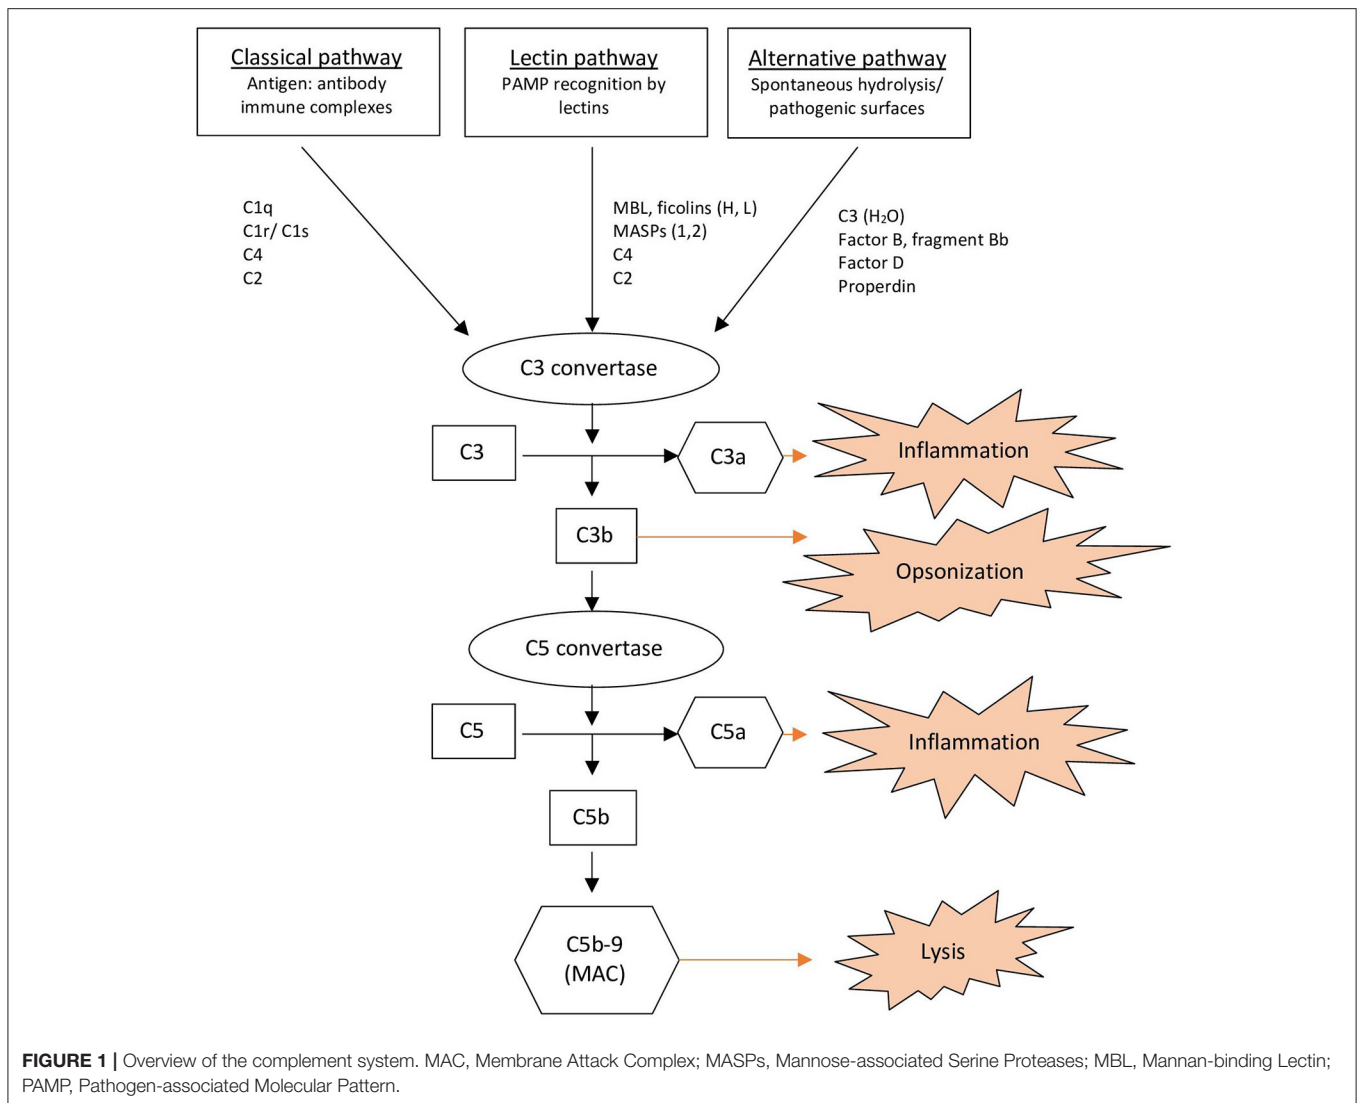 Classical pathway
Antigen: antibody
immune complexes
Lectin pathway
PAMP recognition by
lectins
Alternative pathway
Spontaneous hydrolysis/
pathogenic surfaces
C1q
C1r/ C1s
C4
C2
MBL, ficolins (H, L)
MASPs (1,2)
C4
C2
C3 (H₂O)
Factor B, fragment Bb
Factor D
Properdin
C3 convertase
C3
C3a
Inflammation
C3b
Opsonization
C5 convertase
C5
C5a
Inflammation
C5b
C5b-9
(MAC)
Lysis
FIGURE 1 | Overview of the complement system. MAC, Membrane Attack Complex; MASPs, Mannose-associated Serine Proteases; MBL, Mannan-binding Lectin;
PAMP, Pathogen-associated Molecular Pattern.